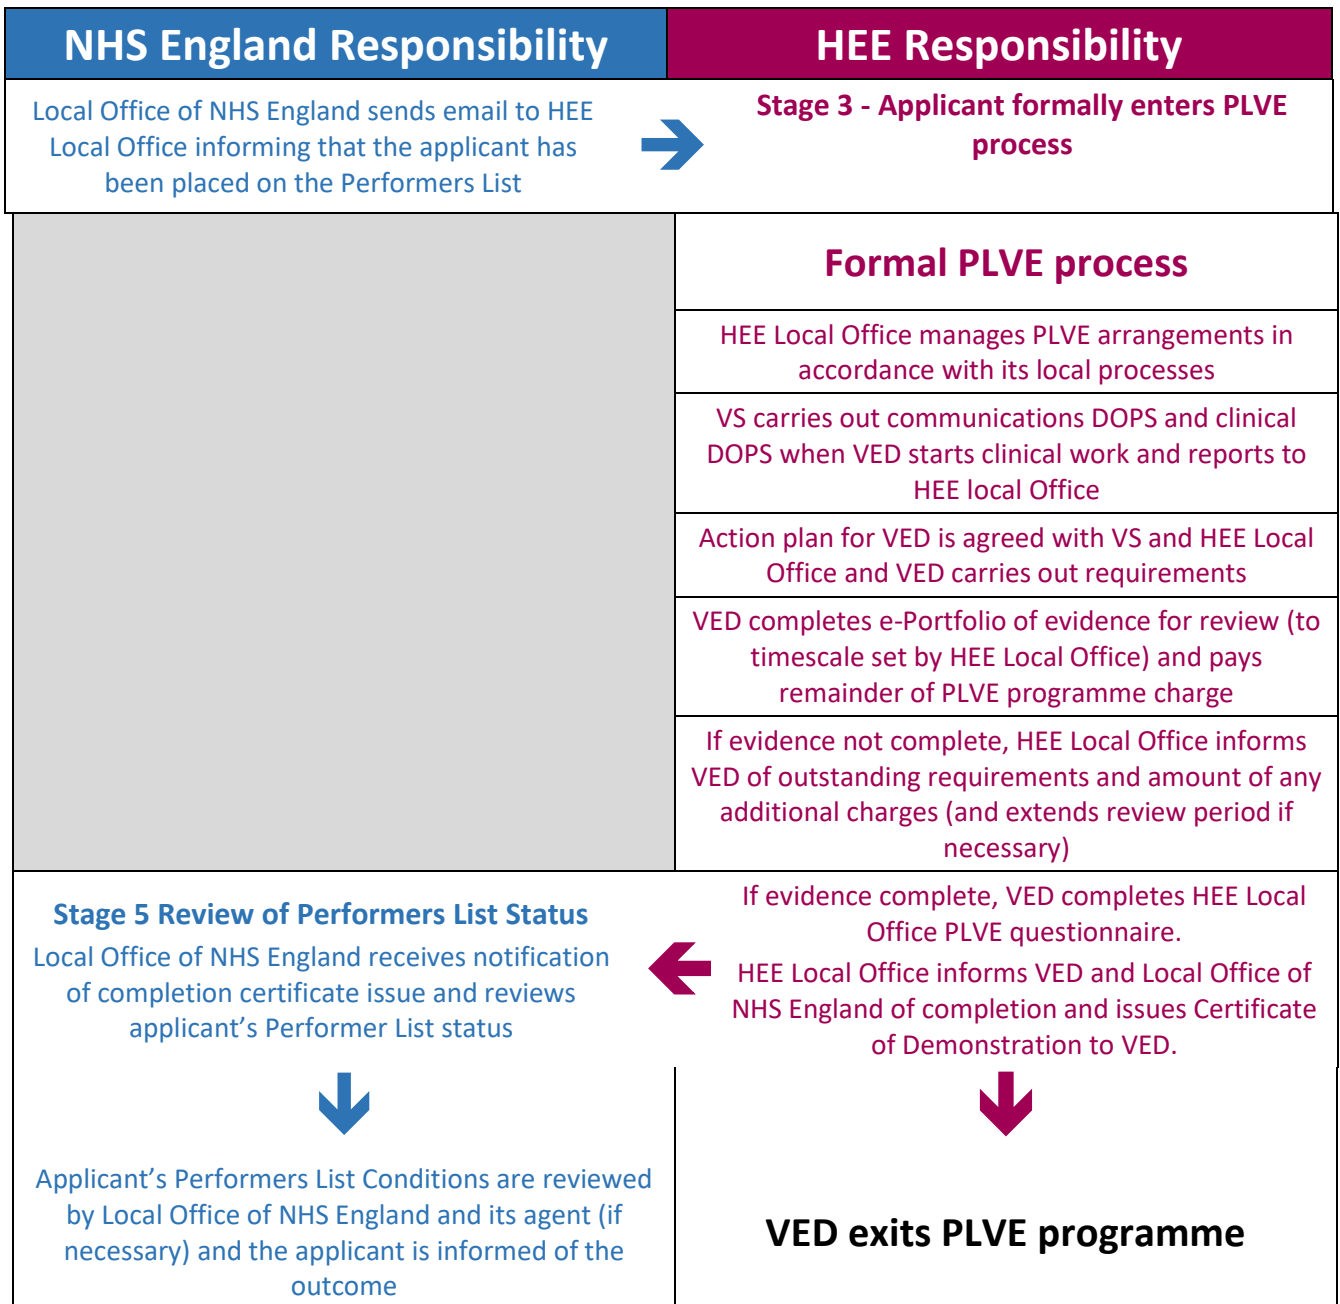 NHS England Responsibility
HEE Responsibility
Local Office of NHS England sends email to HEE
Local Office informing that the applicant has
been placed on the Performers List
Stage 3 - Applicant formally enters PLVE
process
Formal PLVE process
HEE Local Office manages PLVE arrangements in
accordance with its local processes
VS carries out communications DOPS and clinical
DOPS when VED starts clinical work and reports to
HEE local Office
Action plan for VED is agreed with VS and HEE Local
Office and VED carries out requirements
VED completes e-Portfolio of evidence for review (to
timescale set by HEE Local Office) and pays
remainder of PLVE programme charge
If evidence not complete, HEE Local Office informs
VED of outstanding requirements and amount of any
additional charges (and extends review period if
necessary)
Stage 5 Review of Performers List Status
Local Office of NHS England receives notification
of completion certificate issue and reviews
applicant’s Performer List status
If evidence complete, VED completes HEE Local
Office PLVE questionnaire.
HEE Local Office informs VED and Local Office of
NHS England of completion and issues Certificate
of Demonstration to VED.
Applicant’s Performers List Conditions are reviewed
by Local Office of NHS England and its agent (if
necessary) and the applicant is informed of the
outcome
VED exits PLVE programme